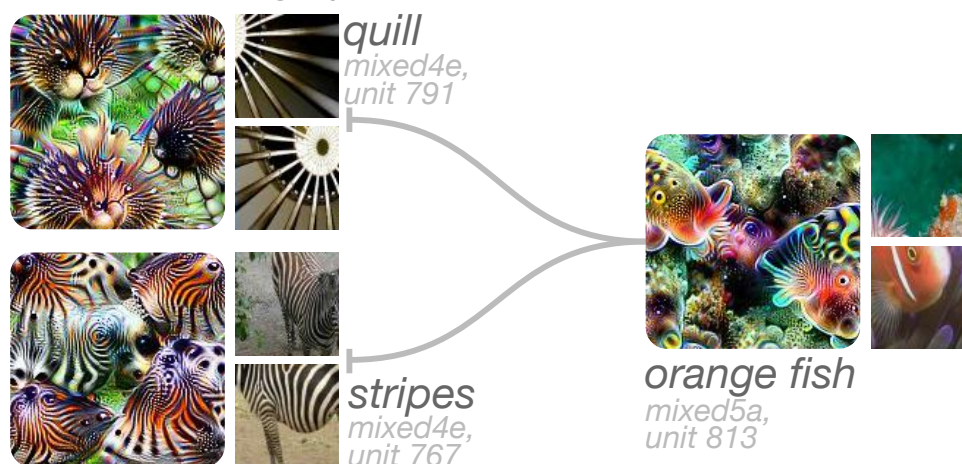 quill
mixed4e,
unit 791
stripes
mixed4e,
unit 767
orange fish
mixed5a,
unit 813